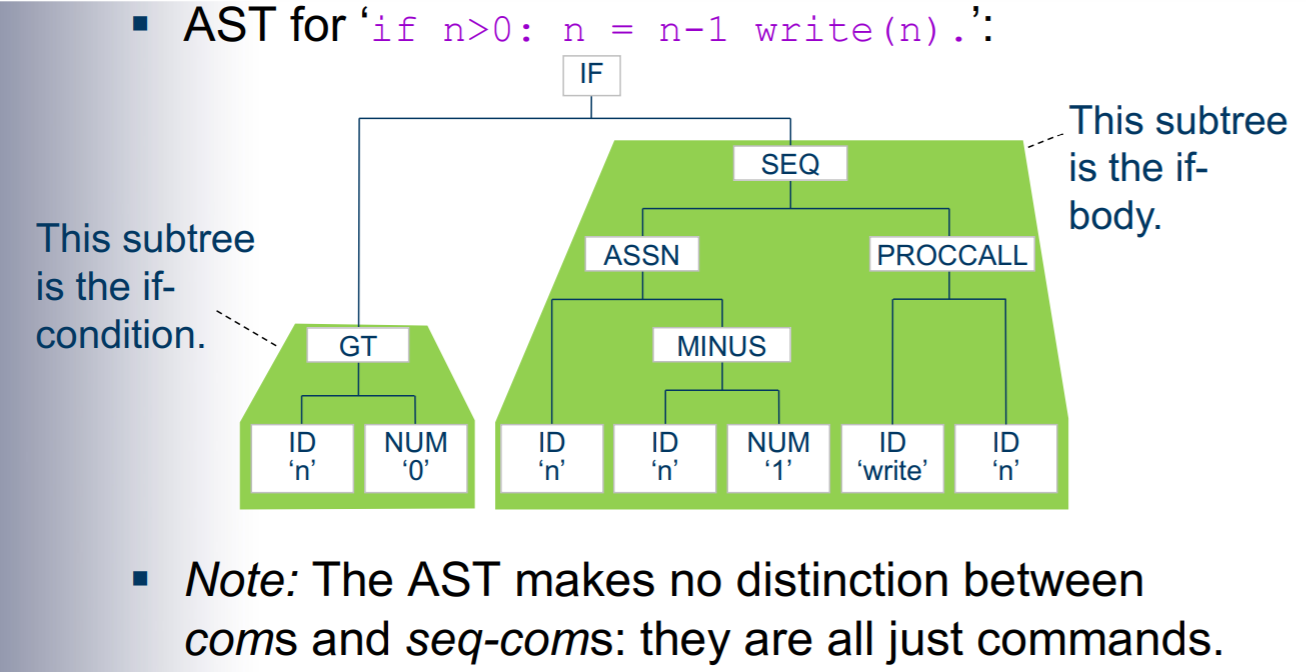 ▪ AST for ‘if n>0: n = n-1 write(n).’:
IF
This subtree
is the if-
body.
SEQ
ASSN
PROCCALL
This subtree
is the if-
condition.
GT
MINUS
ID
‘n’
NUM
‘0’
ID
‘n’
ID
‘n’
NUM
‘1’
ID
‘write’
ID
‘n’
▪ Note: The AST makes no distinction between
coms and seq-coms: they are all just commands.